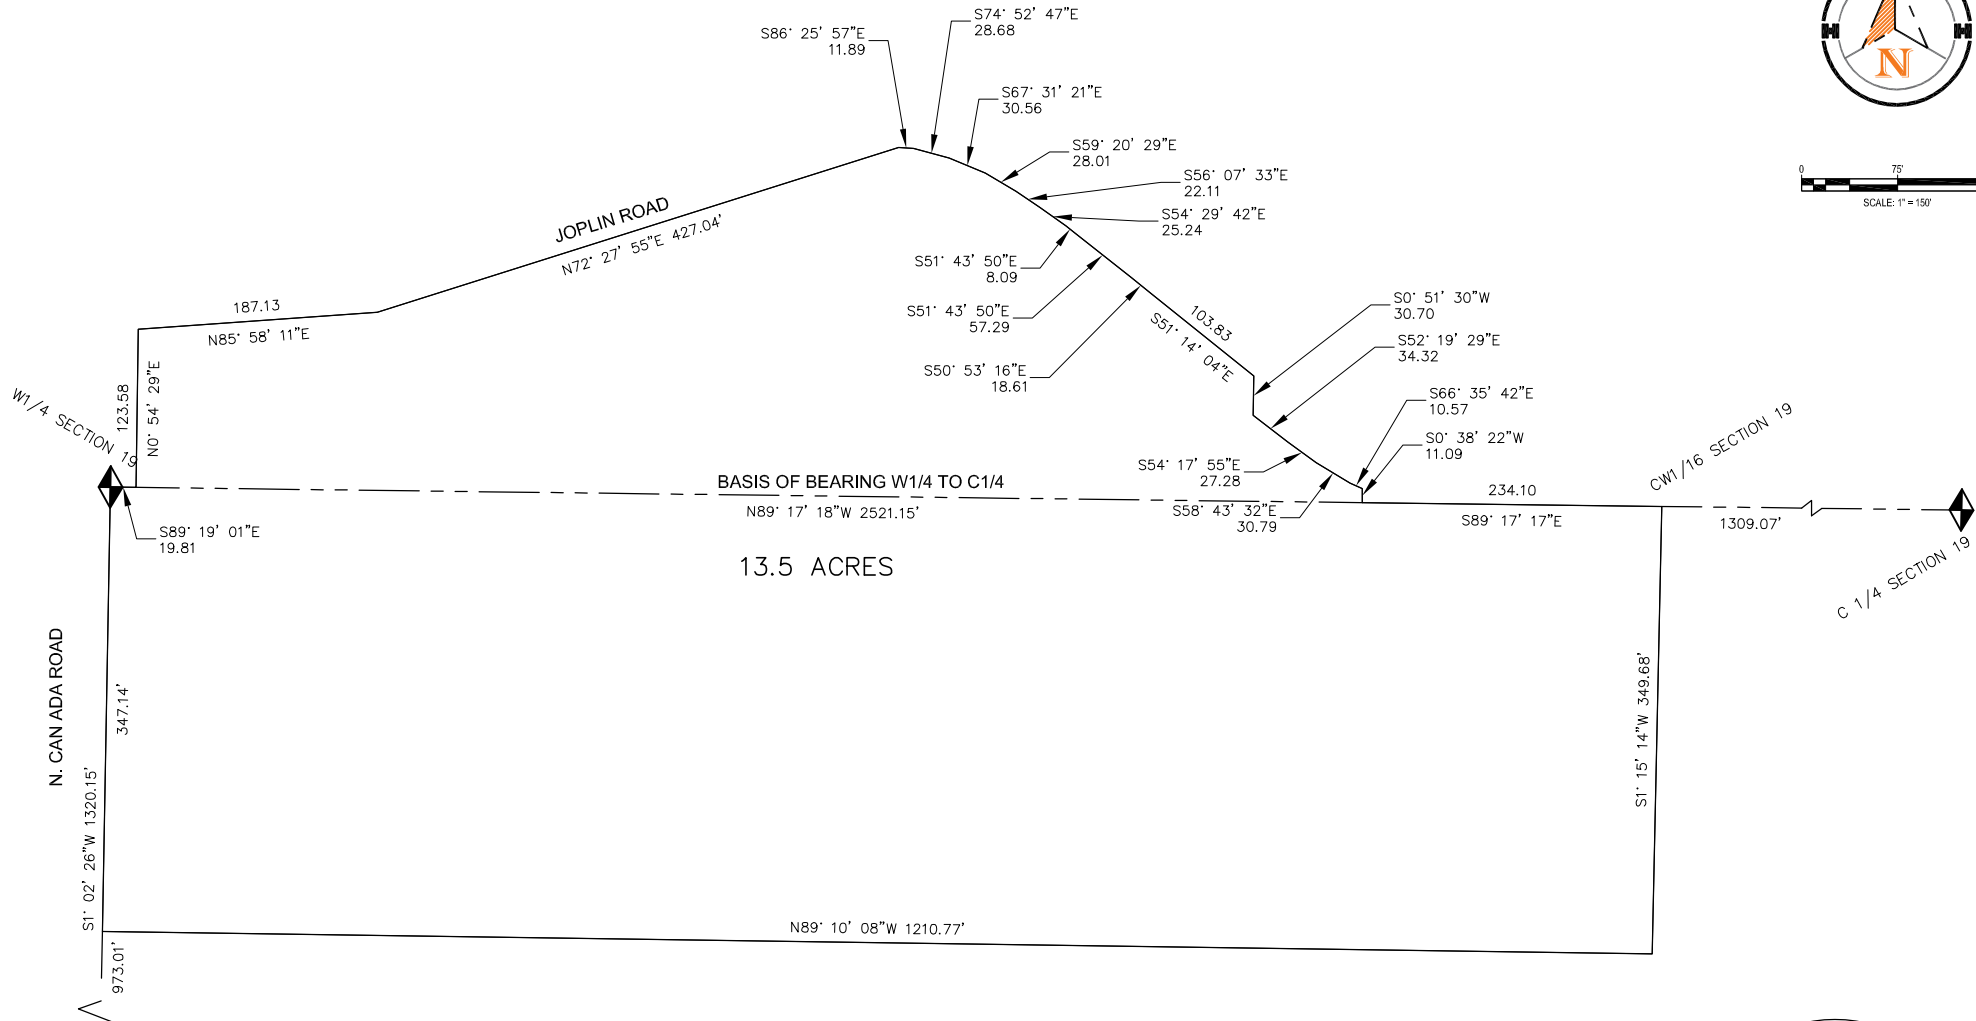 S74° 52' 47"E
28.68
S86° 25' 57"E
11.89
N
S67° 31' 21"E
30.56
S59° 20' 29"E
28.01
S56° 07' 33"E
22.11
0 75'
SCALE: 1" = 150'
S54° 29' 42"E
25.24
JOPLIN ROAD
N72° 27' 55"E 427.04'
S51° 43' 50"E
8.09
S51° 43' 50"E
57.29
103.83
S51° 14' 04"E
S0° 51' 30"W
30.70
187.13
N85° 58' 11"E
S52° 19' 29"E
34.32
S50° 53' 16"E
18.61
123.58
N0° 54' 29"E
W1/4 SECTION 19
S66° 35' 42"E
10.57
S0° 38' 22"W
11.09
CW1/16 SECTION 19
S54° 17' 55"E
27.28
BASIS OF BEARING W1/4 TO C1/4
N89° 17' 18"W 2521.15'
S58° 43' 32"E
30.79
234.10
S89° 17' 17"E
1309.07'
S89° 19' 01"E
19.81
C 1/4 SECTION 19
13.5 ACRES
N. CAN ADA ROAD
347.14'
S1° 02' 26"W 1320.15'
S1° 15' 14"W 349.68'
N89° 10' 08"W 1210.77'
973.01'